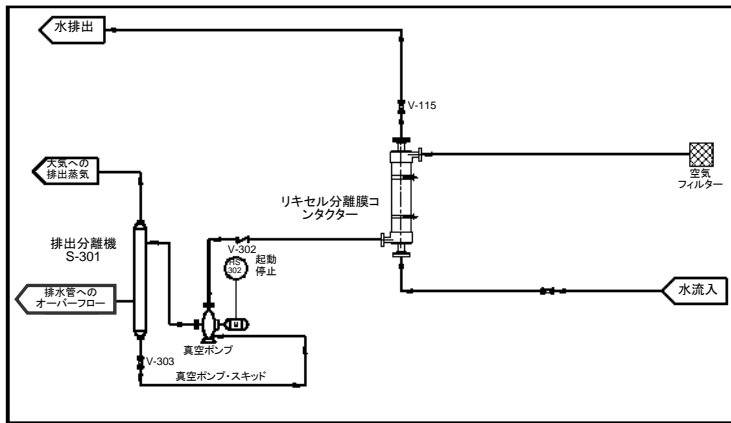 水排出
V-115
大気への
排出蒸気
空気
フィルター
リキセル分離膜コ
ンタクター
排出分離機
S-301
V-302
HS
302
起動
停止
排水管への
オーバーフロー
水流入
M
真空ポンプ
V-303
真空ポンプ・スキッド